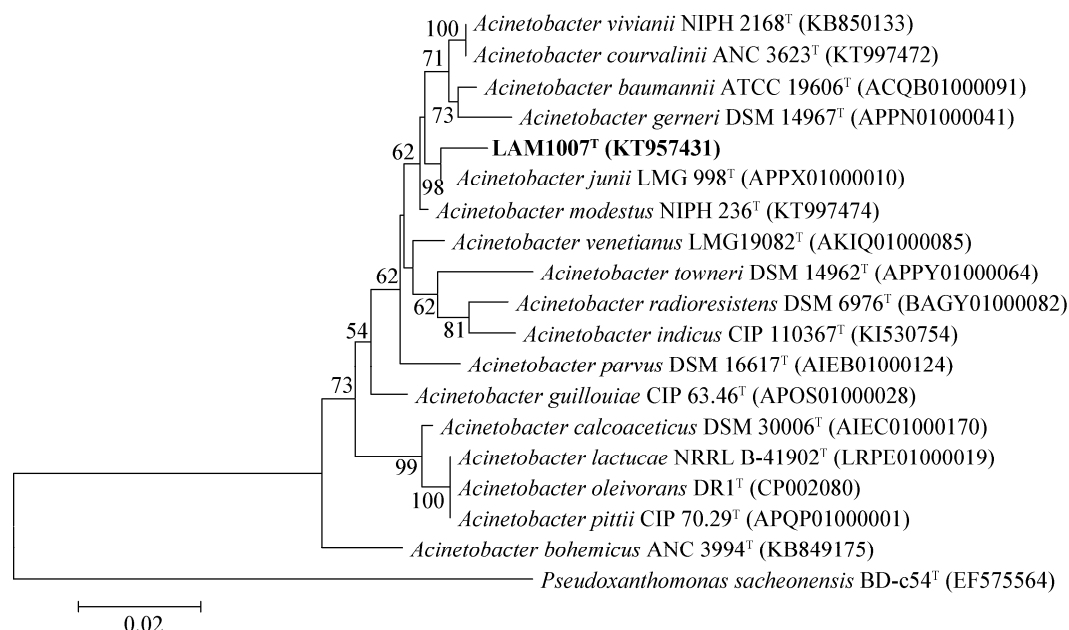 100 Acinetobacter vivianii NIPH 2168ᵀ (KB850133)
Acinetobacter courvalinii ANC 3623ᵀ (KT997472)
71
Acinetobacter baumannii ATCC 19606ᵀ (ACQB01000091)
73 Acinetobacter gerneri DSM 14967ᵀ (APPN01000041)
62 LAM1007ᵀ (KT957431)
98 Acinetobacter junii LMG 998ᵀ (APPX01000010)
Acinetobacter modestus NIPH 236ᵀ (KT997474)
Acinetobacter venetianus LMG19082ᵀ (AKIQ01000085)
62 Acinetobacter towneri DSM 14962ᵀ (APPY01000064)
62 Acinetobacter radioresistens DSM 6976ᵀ (BAGY01000082)
54 81 Acinetobacter indicus CIP 110367ᵀ (KI530754)
Acinetobacter parvus DSM 16617ᵀ (AIEB01000124)
73 Acinetobacter guillouiae CIP 63.46ᵀ (APOS01000028)
Acinetobacter calcoaceticus DSM 30006ᵀ (AIEC01000170)
99 Acinetobacter lactucae NRRL B-41902ᵀ (LRPE01000019)
100 Acinetobacter oleivorans DR1ᵀ (CP002080)
Acinetobacter pittii CIP 70.29ᵀ (APQP01000001)
Acinetobacter bohemicus ANC 3994ᵀ (KB849175)
Pseudoxanthomonas sacheonensis BD-c54ᵀ (EF575564)
0.02